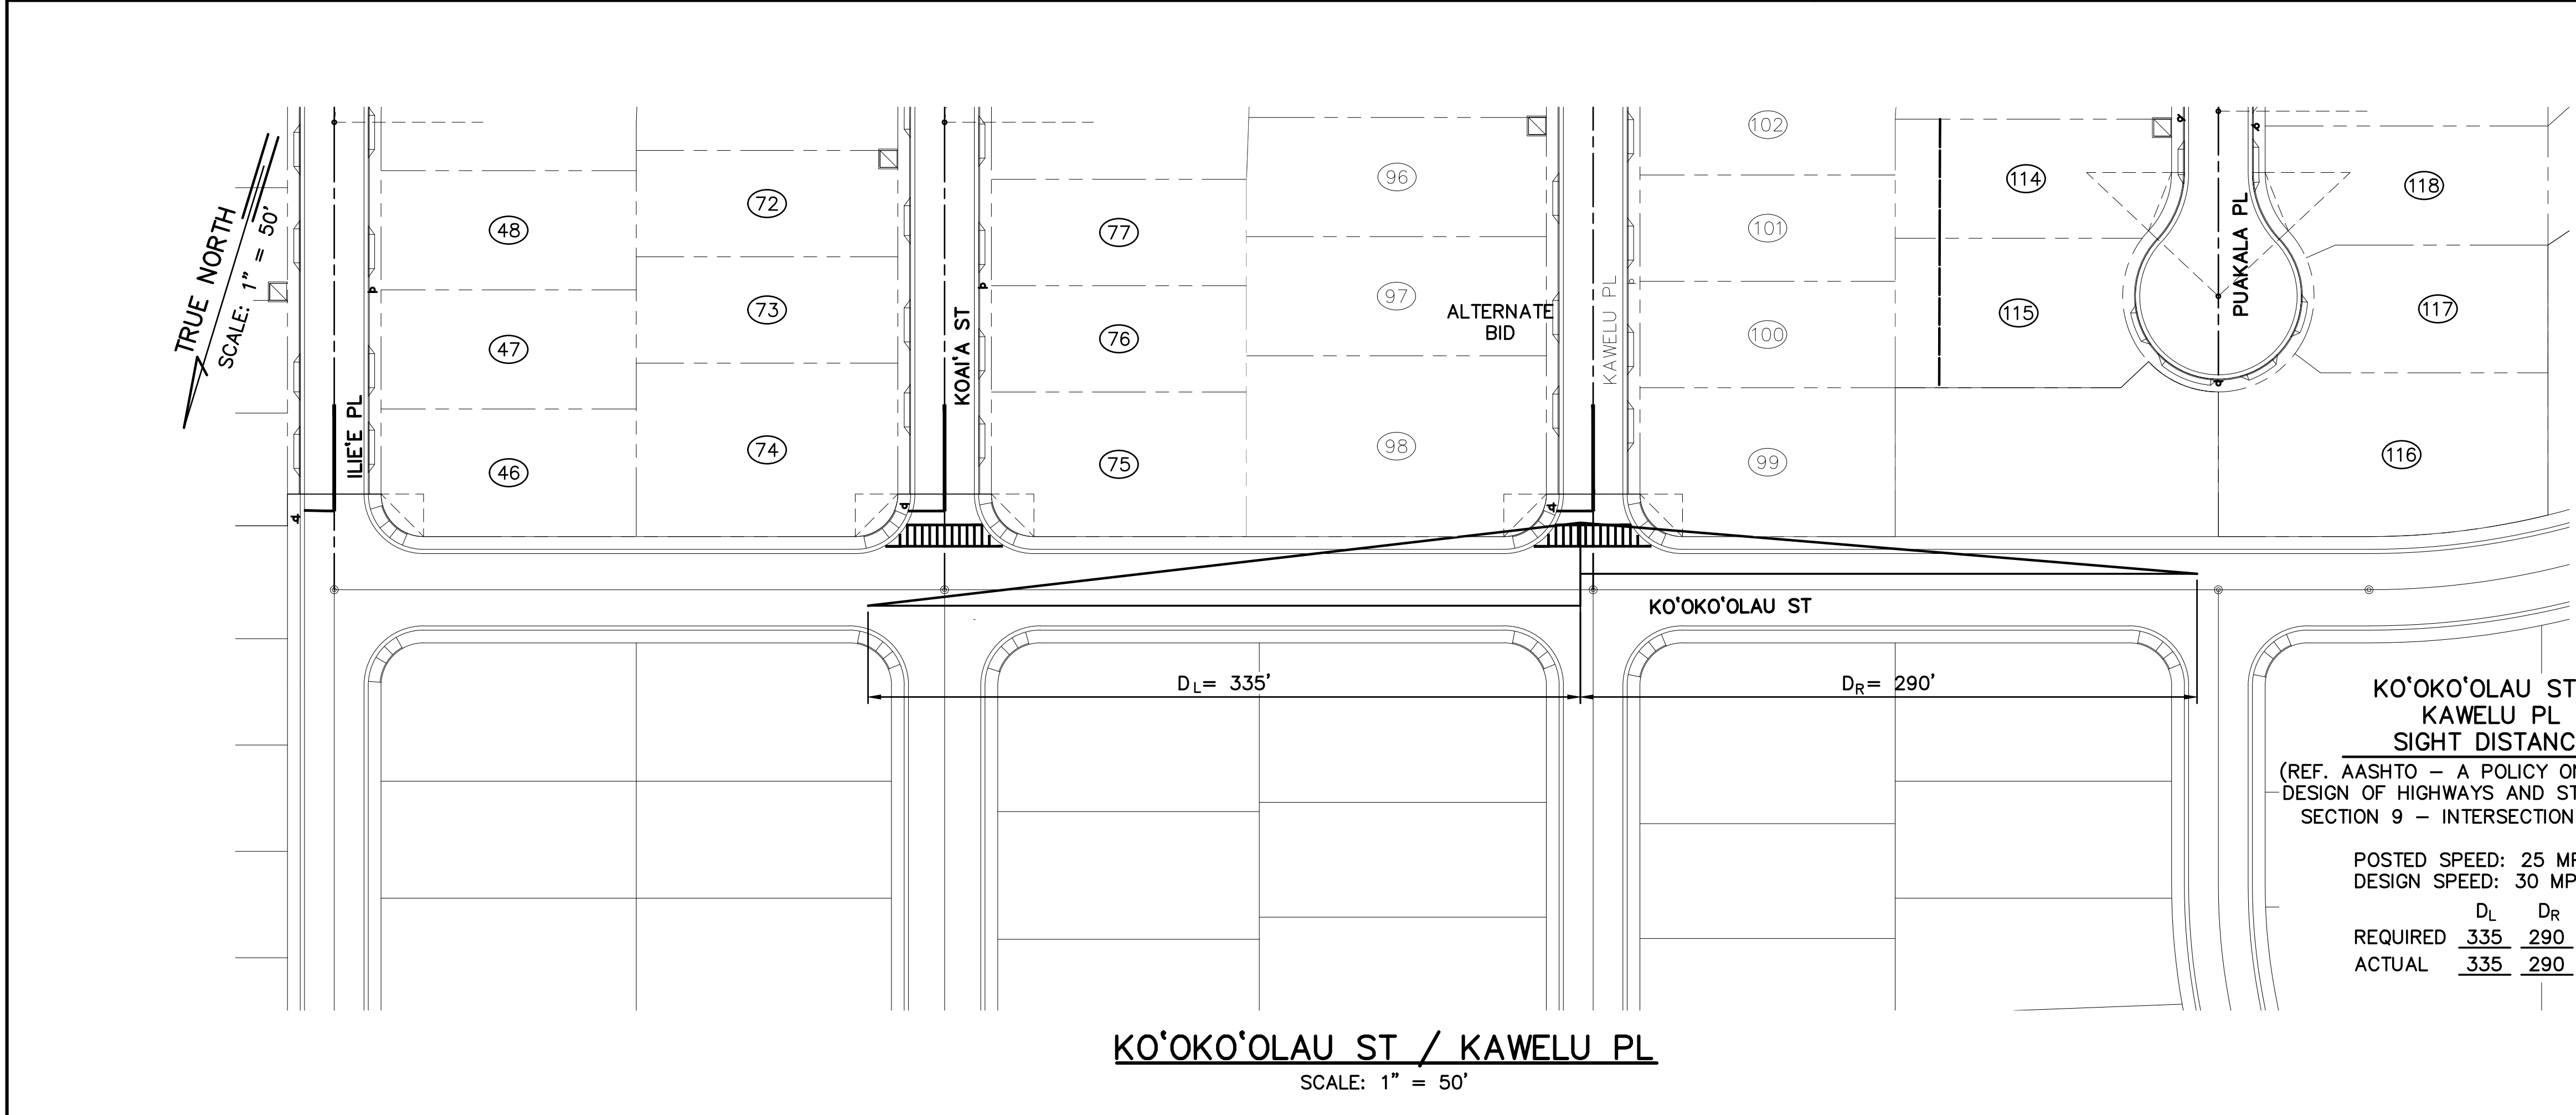 TRUE NORTH
SCALE: 1" = 50'
ILIE‘E PL
48
47
46
72
73
74
KOAI‘A ST
77
76
75
96
97
98
ALTERNATE
BID
KAWELU PL
102
101
100
99
114
115
PUAKALA PL
118
117
116
KO‘OKO‘OLAU ST
DL= 335'
DR= 290'
KO‘OKO‘OLAU ST
KAWELU PL
SIGHT DISTANC
(REF. AASHTO – A POLICY ON
DESIGN OF HIGHWAYS AND ST
SECTION 9 – INTERSECTION
POSTED SPEED: 25 MP
DESIGN SPEED: 30 MP
DL DR
REQUIRED 335 290
ACTUAL 335 290
KO‘OKO‘OLAU ST / KAWELU PL
SCALE: 1" = 50'